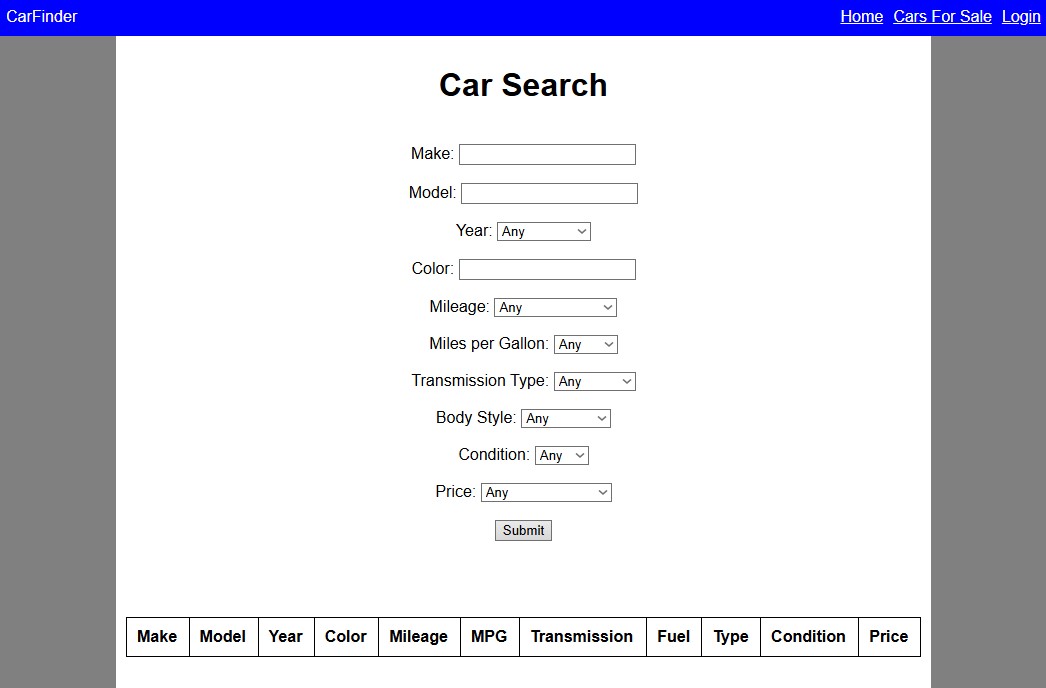 CarFinder Home Cars For Sale Login
Car Search
Make:
Model:
Year: Any
Color:
Mileage: Any
Miles per Gallon: Any
Transmission Type: Any
Body Style: Any
Condition: Any
Price: Any
Submit
Make Model Year Color Mileage MPG Transmission Fuel Type Condition Price